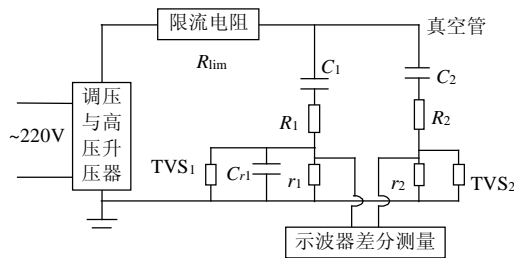 限流电阻
真空管
Rlim
C1
C2
调压与高压升压器
~220V
R1
R2
TVS1
Cr1
r1
r2
TVS2
示波器差分测量